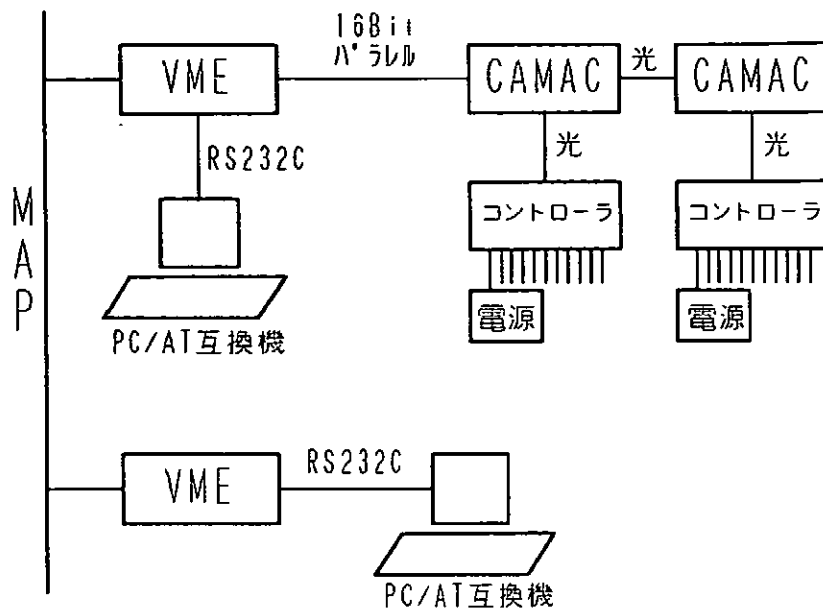 16Bit
パラレル
VME
CAMAC
光
CAMAC
RS232C
光
光
MAP
コントローラ
コントローラ
電源
電源
PC/AT互換機
VME
RS232C
PC/AT互換機